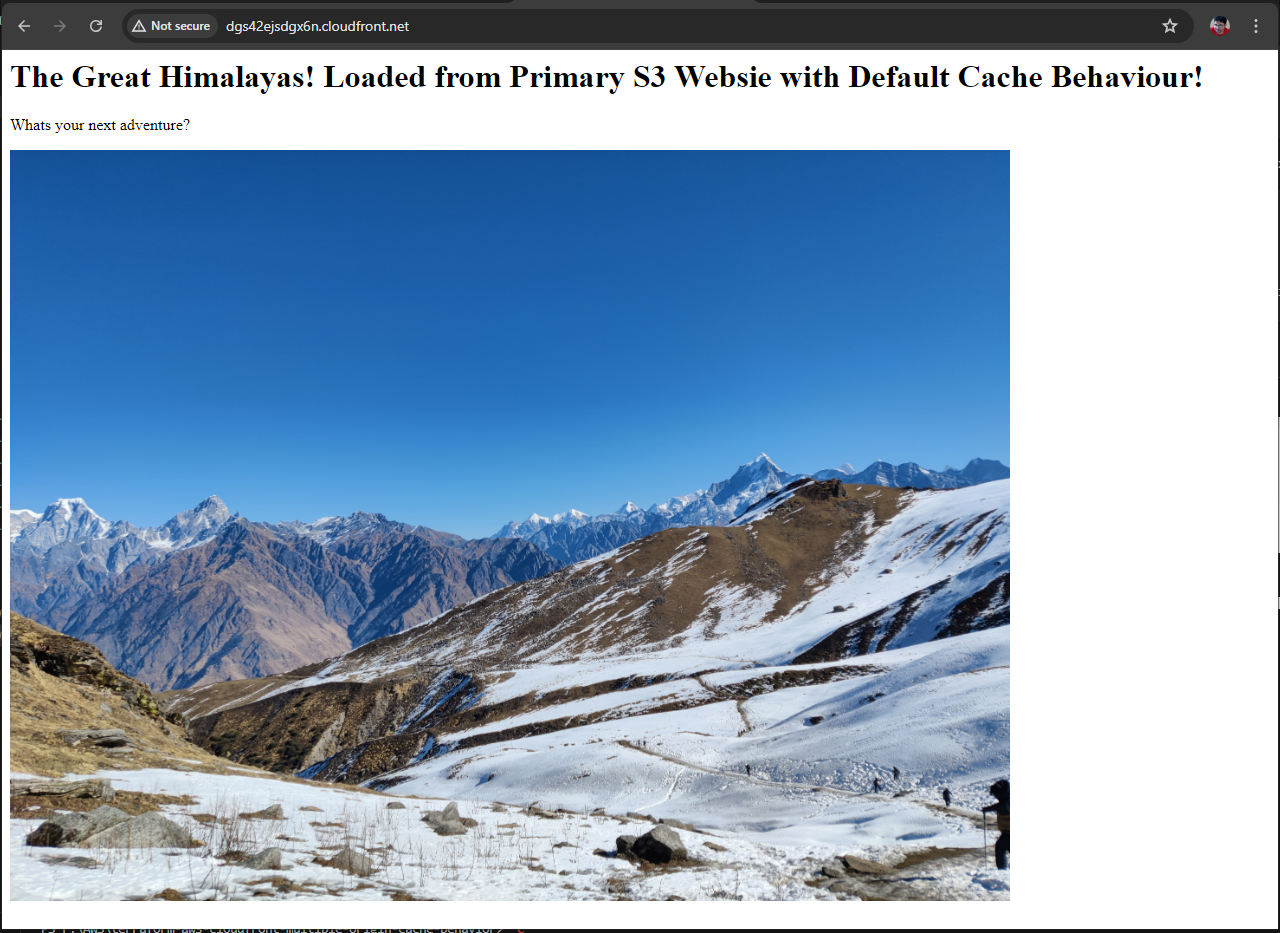 Not secure
dgs42ejsdgx6n.cloudfront.net
The Great Himalayas! Loaded from Primary S3 Websie with Default Cache Behaviour!
Whats your next adventure?